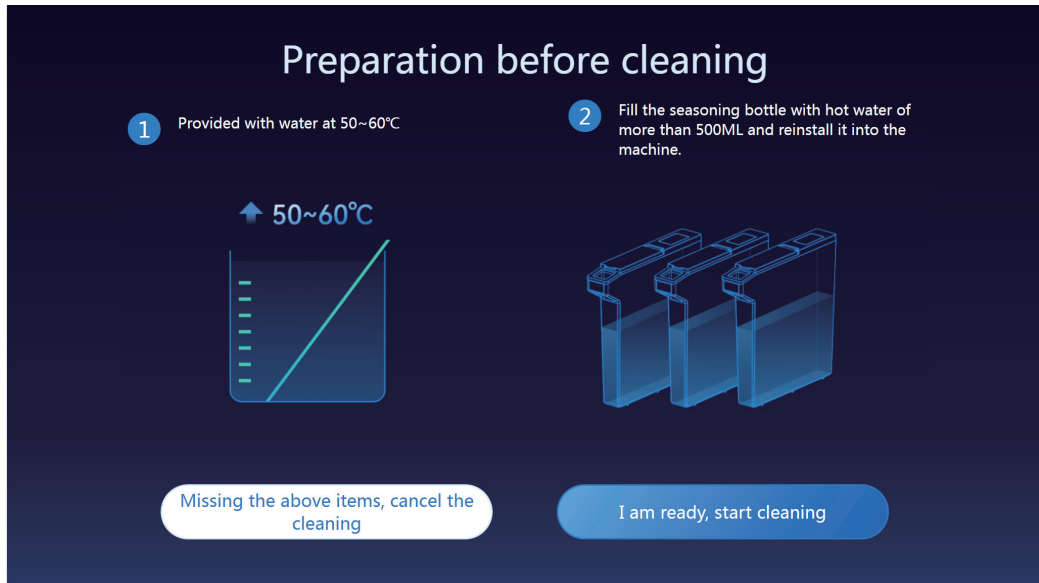 Preparation before cleaning
1
Provided with water at 50~60℃
2
Fill the seasoning bottle with hot water of
more than 500ML and reinstall it into the
machine.
50~60℃
Missing the above items, cancel the
cleaning
I am ready, start cleaning